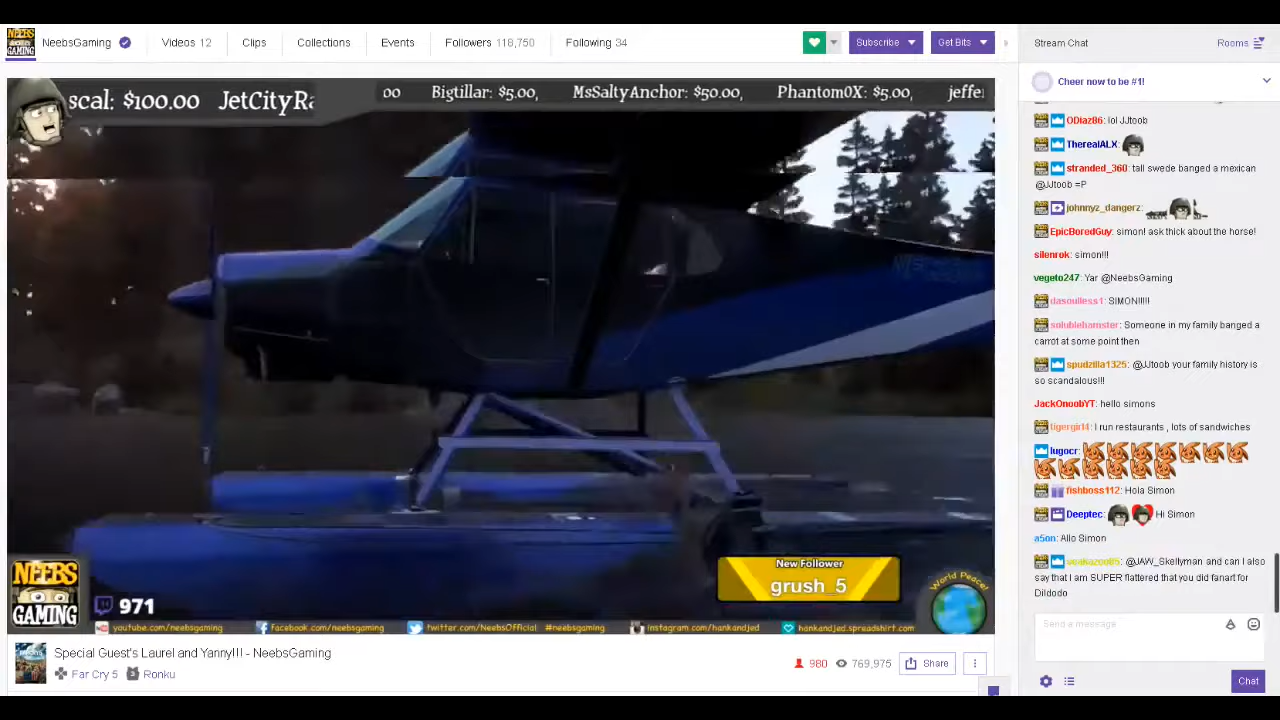 NEEBS GAMING
NeebsGaming
Videos 12
Clips
Collections
Events
Followers 118,750
Following 34
Subscribe
Get Bits
Stream Chat
Rooms
Cheer now to be #1!
scal: $100.00 JetCityRa
00 Bigtillar: $5.00, MsSaltyAnchor: $50.00, Phantom0X: $5.00, jeffe
ODiaz86: lol JJtoob
TherealALX:
stranded_360: tall swede banged a mexican
@JJtoob =P
johnnyz_dangerz:
EpicBoredGuy: simon! ask thick about the horse!
silenrok: simon!!!
vegeto247: Yar @NeebsGaming
dasoulless1: SIMON!!!!!
solublehamster: Someone in my family banged a
carrot at some point then
spudzilla1325: @JJtoob your family history is
so scandalous!!!
JackOnoobYT: hello simons
tigergirl4: I run restaurants , lots of sandwiches
lugocr:
fishboss112: Hola Simon
Deeptec: Hi Simon
a5on: Allo Simon
: @JAW_Skellyman and can I also
say that I am SUPER flattered that you did fanart for
Dildodo
Send a message
Chat
NEEBS
GAMING
971
New Follower
grush_5
World Peace!
youtube.com/neebsgaming
facebook.com/neebsgaming
twitter.com/NeebsOfficial #neebsgaming
instagram.com/hankandjed
hankandjed.spreadshirt.com
Special Guest's Laurel and Yanny!!! - NeebsGaming
Far Cry 5
Ronku
980
769,975
Share